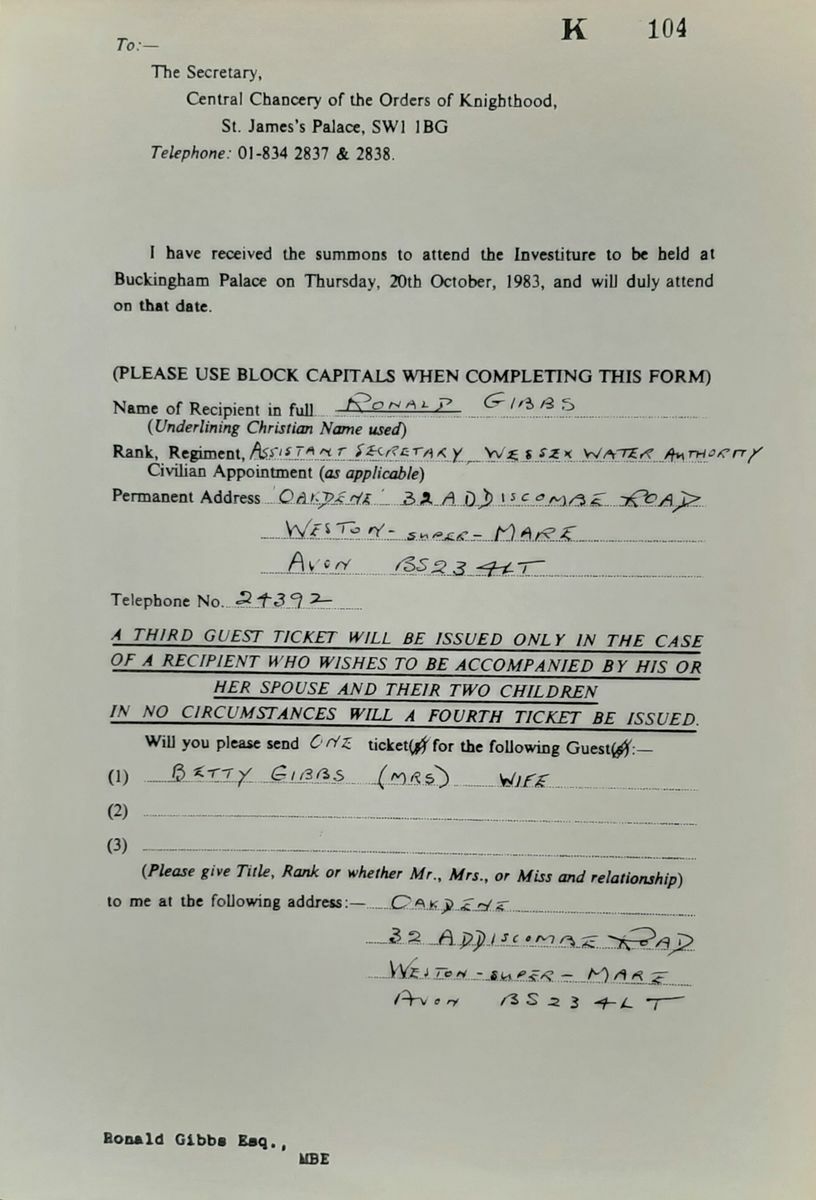 K 104
To:—
The Secretary,
Central Chancery of the Orders of Knighthood,
St. James's Palace, SW1 1BG
Telephone: 01-834 2837 & 2838.
I have received the summons to attend the Investiture to be held at
Buckingham Palace on Thursday, 20th October, 1983, and will duly attend
on that date.
(PLEASE USE BLOCK CAPITALS WHEN COMPLETING THIS FORM)
Name of Recipient in full RONALD GIBBS
(Underlining Christian Name used)
Rank, Regiment, ASSISTANT SECRETARY WESSEX WATER AUTHORITY
Civilian Appointment (as applicable)
Permanent Address 'OAKDENE' 32 ADDISCOMBE ROAD
WESTON-SUPER-MARE
AVON BS23 4LT
Telephone No. 24392
A THIRD GUEST TICKET WILL BE ISSUED ONLY IN THE CASE
OF A RECIPIENT WHO WISHES TO BE ACCOMPANIED BY HIS OR
HER SPOUSE AND THEIR TWO CHILDREN
IN NO CIRCUMSTANCES WILL A FOURTH TICKET BE ISSUED.
Will you please send ONE ticket(s) for the following Guest(s):—
(1) BETTY GIBBS (MRS) WIFE
(2)
(3)
(Please give Title, Rank or whether Mr., Mrs., or Miss and relationship)
to me at the following address:— OAKDENE
32 ADDISCOMBE ROAD
WESTON-SUPER-MARE
AVON BS23 4LT
Ronald Gibbs Esq.,
MBE